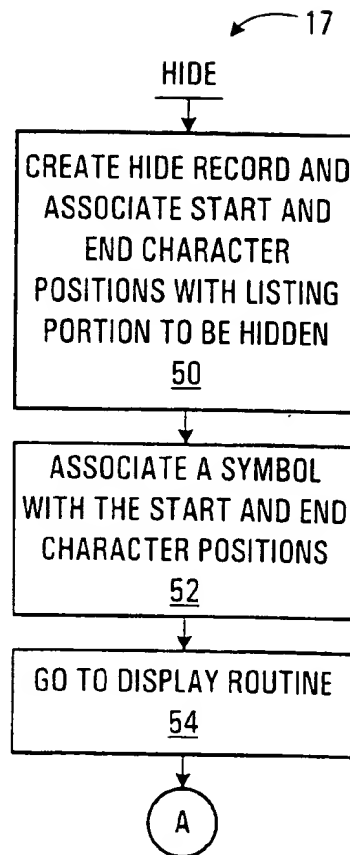 17
HIDE
CREATE HIDE RECORD AND
ASSOCIATE START AND
END CHARACTER
POSITIONS WITH LISTING
PORTION TO BE HIDDEN
50
ASSOCIATE A SYMBOL
WITH THE START AND END
CHARACTER POSITIONS
52
GO TO DISPLAY ROUTINE
54
A